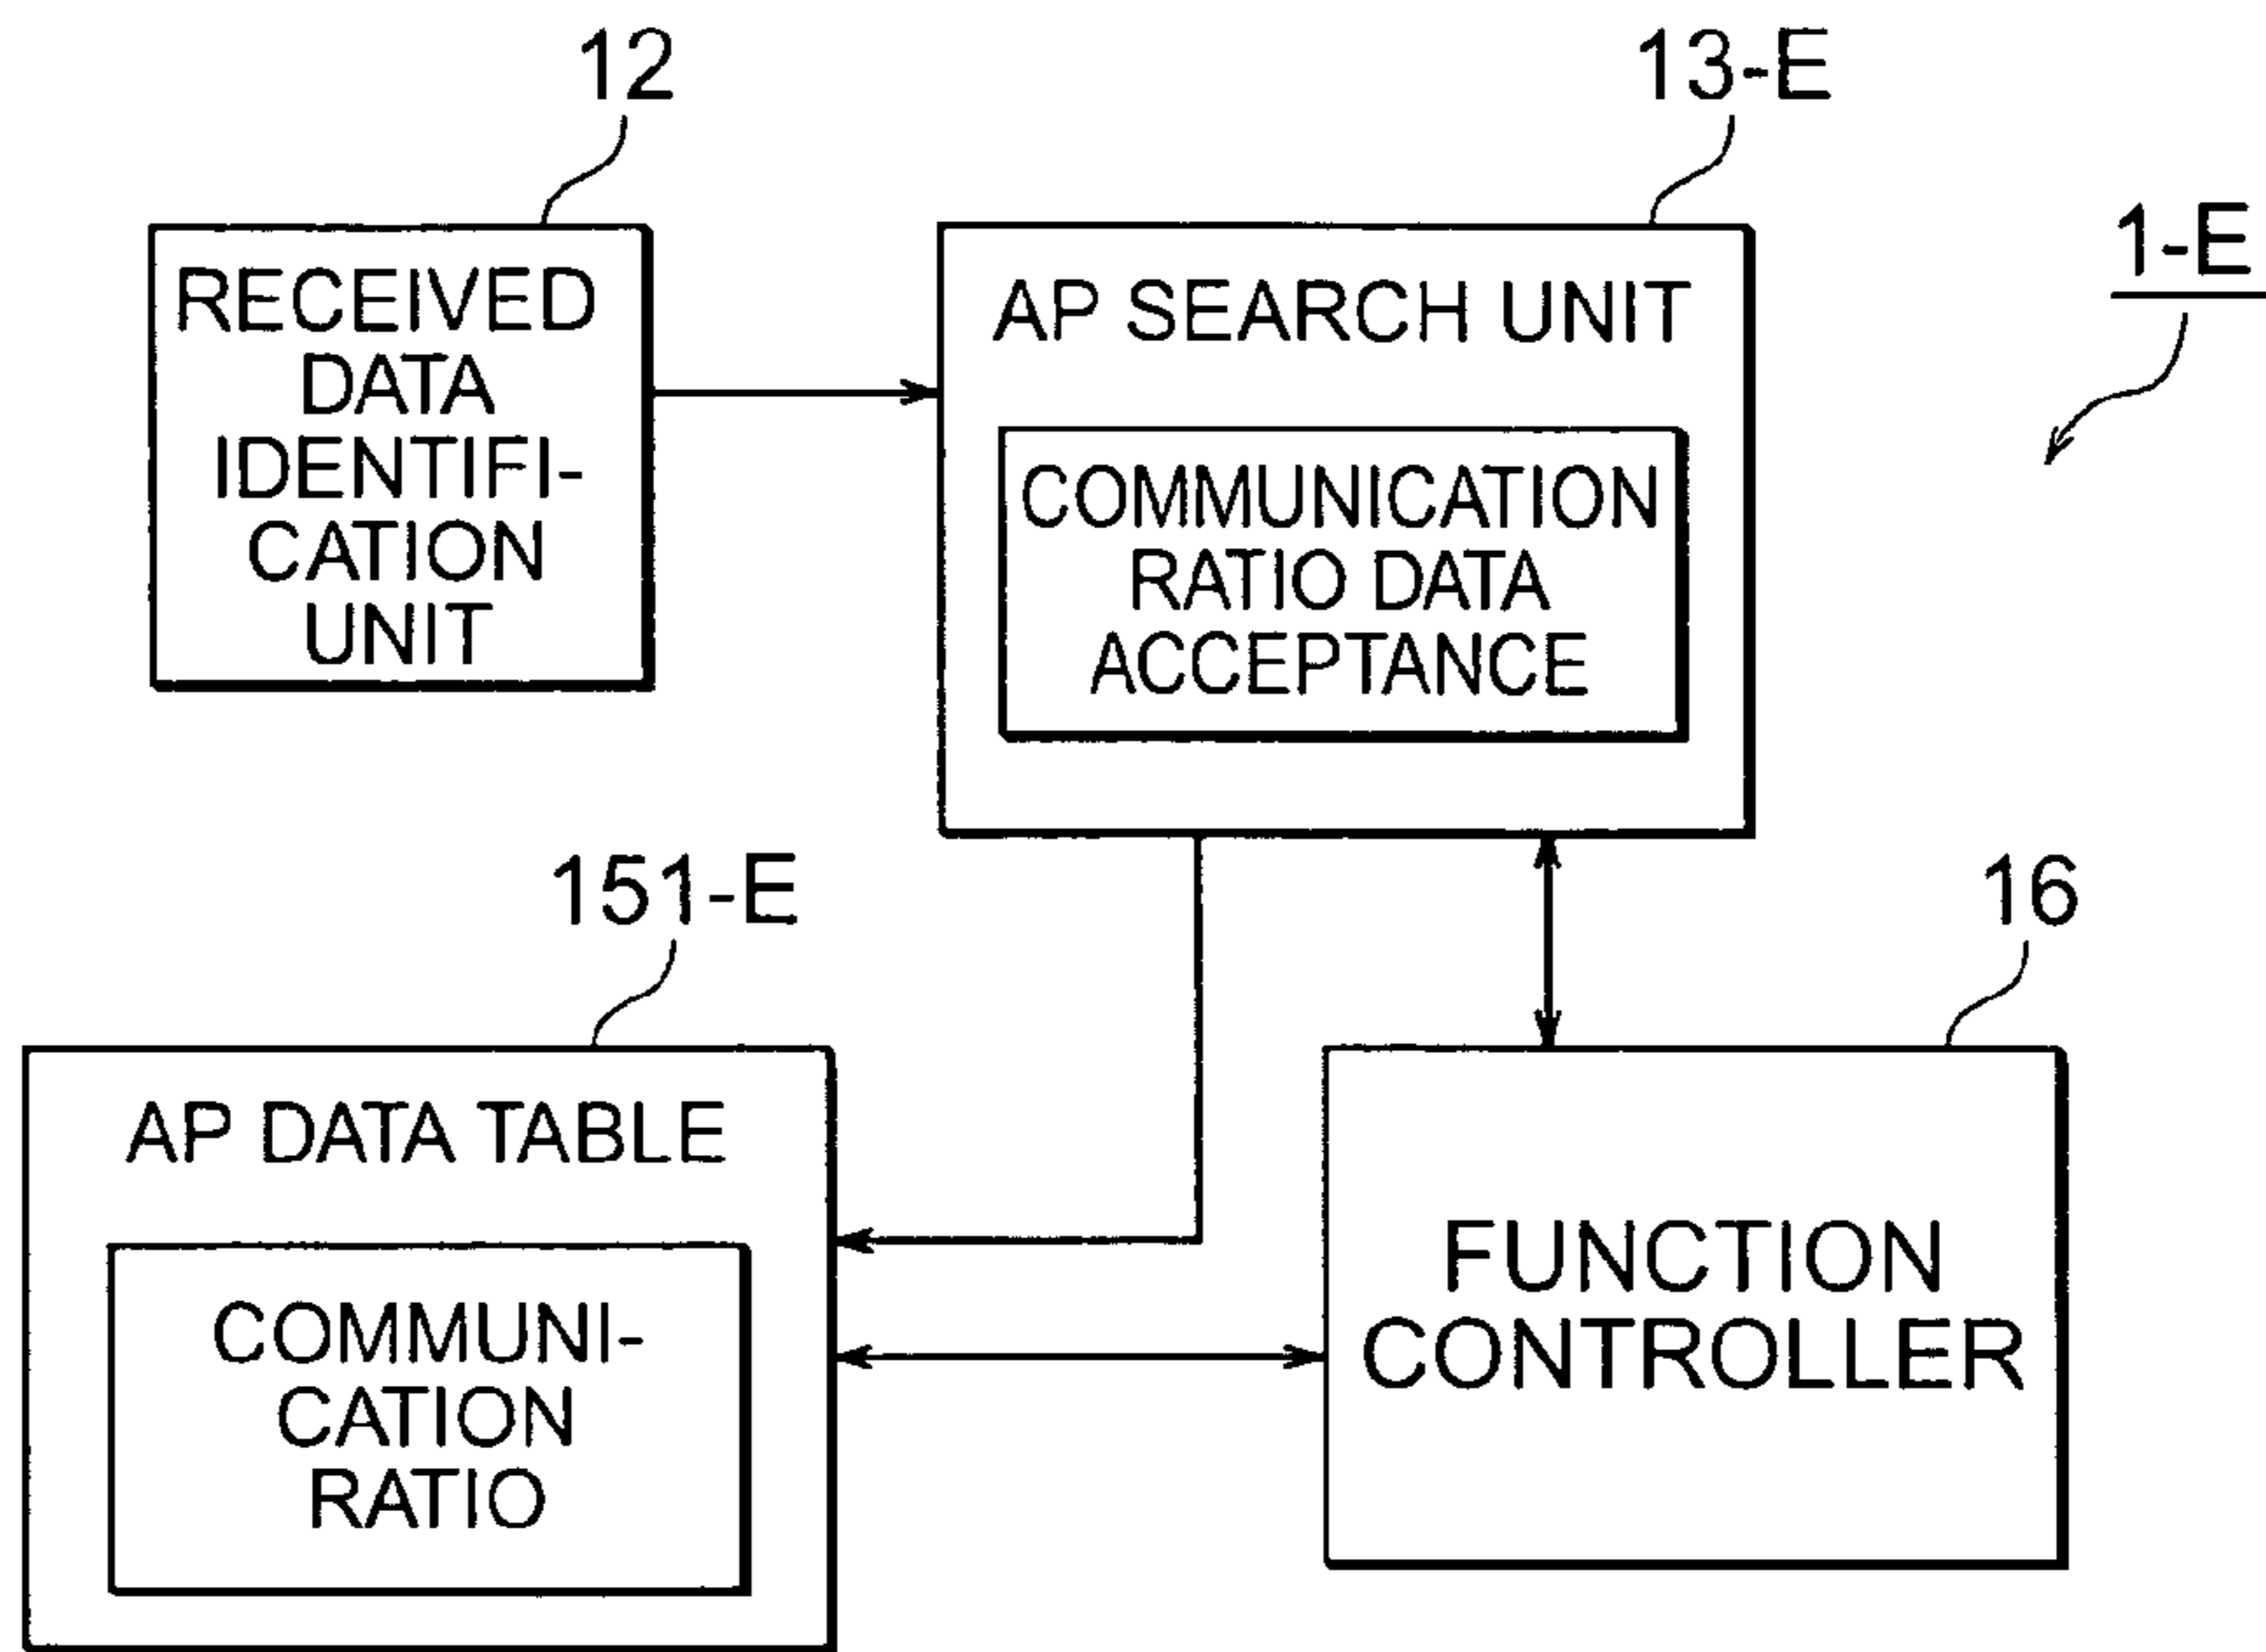 12
13-E
1-E
RECEIVED
DATA
IDENTIFI-
CATION
UNIT
AP SEARCH UNIT
COMMUNICATION
RATIO DATA
ACCEPTANCE
151-E
16
AP DATA TABLE
COMMUNI-
CATION
RATIO
FUNCTION
CONTROLLER